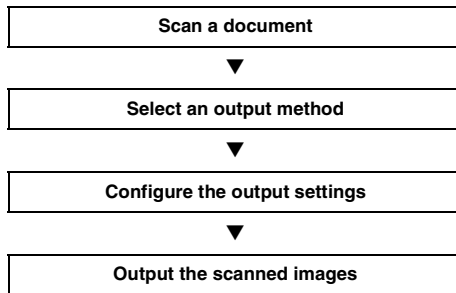 Scan a document
▼
Select an output method
▼
Configure the output settings
▼
Output the scanned images